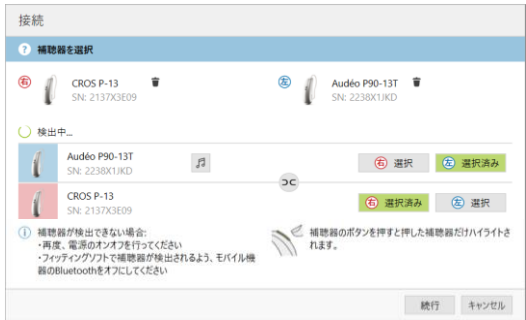 接続
? 補聴器を選択
右 CROS P-13
SN: 2137X3E09
左 Audéo P90-13T
SN: 2238X1JKD
検出中...
Audéo P90-13T
SN: 2238X1JKD
右 選択
左 選択済み
CROS P-13
SN: 2137X3E09
右 選択済み
左 選択
補聴器が検出できない場合:
・再度、電源のオンオフを行ってください
・フィッティングソフトで補聴器が検出されるよう、モバイル機
器のBluetoothをオフにしてください
補聴器のボタンを押すと押した補聴器だけハイライトさ
れます。
続行
キャンセル